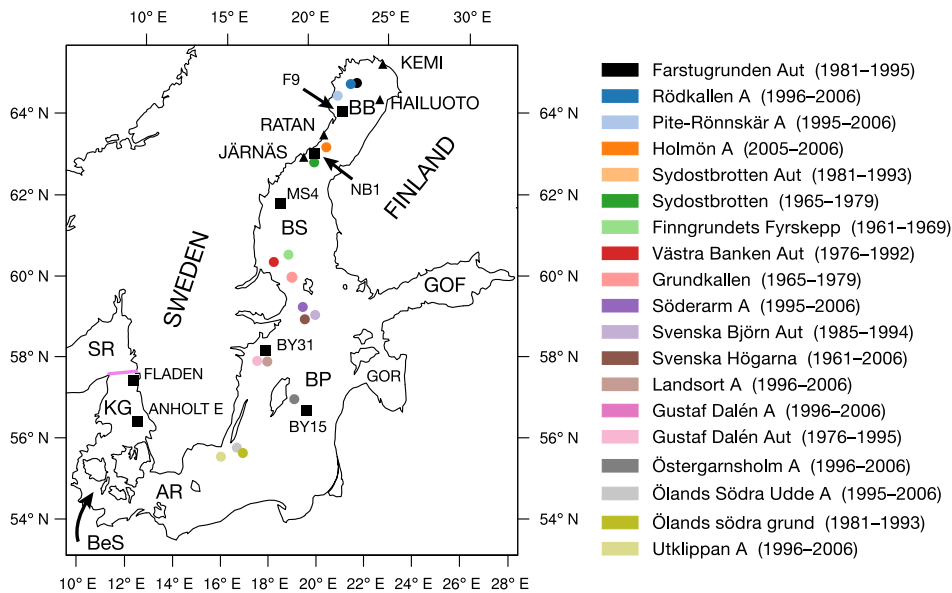 10° E
20° E
30° E
KEMI
F9
BB
HAILUOTO
64° N
64° N
RATAN
JÄRNÄS
NB1
FINLAND
62° N
MS4
62° N
BS
SWEDEN
60° N
GOF
60° N
SR
58° N
BY31
58° N
FLADEN
BP
GOR
KG
ANHOLT E
BY15
56° N
56° N
AR
54° N
54° N
BeS
10° E 12° E 14° E 16° E 18° E 20° E 22° E 24° E 26° E 28° E
Farstugrunden Aut (1981–1995)
Rödkallen A (1996–2006)
Pite-Rönnskär A (1995–2006)
Holmön A (2005–2006)
Sydostbrotten Aut (1981–1993)
Sydostbrotten (1965–1979)
Finngrundets Fyrskepp (1961–1969)
Västra Banken Aut (1976–1992)
Grundkallen (1965–1979)
Söderarm A (1995–2006)
Svenska Björn Aut (1985–1994)
Svenska Högarna (1961–2006)
Landsort A (1996–2006)
Gustaf Dalén A (1996–2006)
Gustaf Dalén Aut (1976–1995)
Östergarnsholm A (1996–2006)
Ölands Södra Udde A (1995–2006)
Ölands södra grund (1981–1993)
Utklippan A (1996–2006)